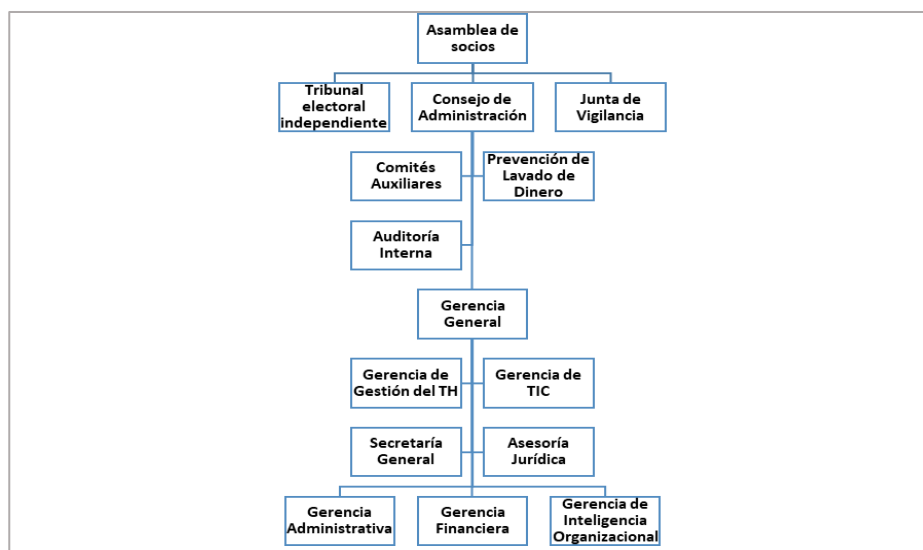 Asamblea de
socios
Tribunal
electoral
independiente
Consejo de
Administración
Junta de
Vigilancia
Comités
Auxiliares
Prevención de
Lavado de
Dinero
Auditoría
Interna
Gerencia
General
Gerencia de
Gestión del TH
Gerencia de
TIC
Secretaría
General
Asesoría
Jurídica
Gerencia
Administrativa
Gerencia
Financiera
Gerencia de
Inteligencia
Organizacional